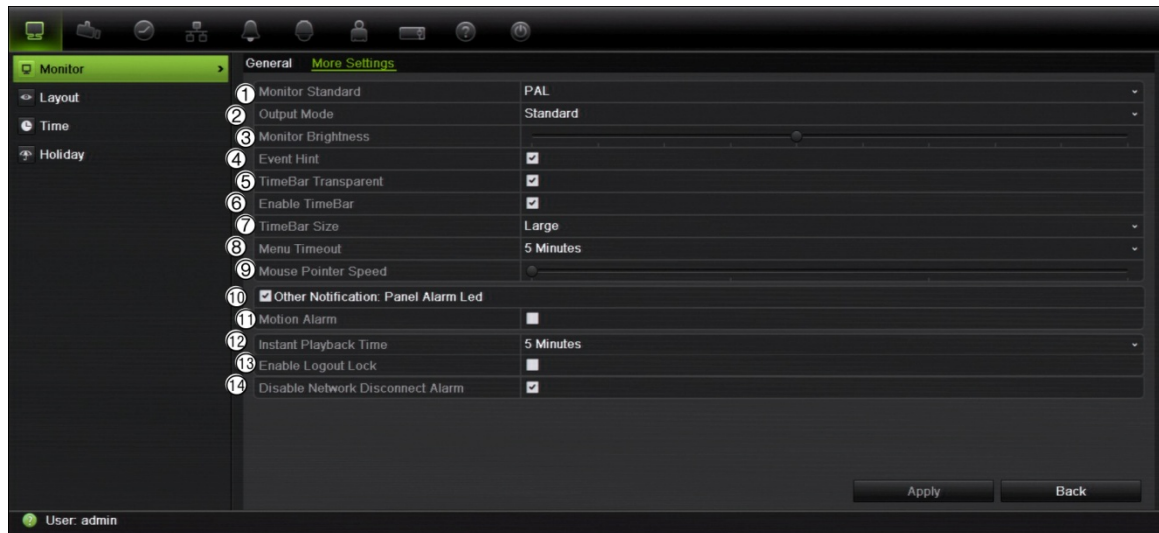 Monitor
Layout
Time
Holiday
General More Settings
① Monitor Standard PAL
② Output Mode Standard
③ Monitor Brightness
④ Event Hint
⑤ TimeBar Transparent
⑥ Enable TimeBar
⑦ TimeBar Size Large
⑧ Menu Timeout 5 Minutes
⑨ Mouse Pointer Speed
⑩ Other Notification: Panel Alarm Led
⑪ Motion Alarm
⑫ Instant Playback Time 5 Minutes
⑬ Enable Logout Lock
⑭ Disable Network Disconnect Alarm
Apply Back
User: admin